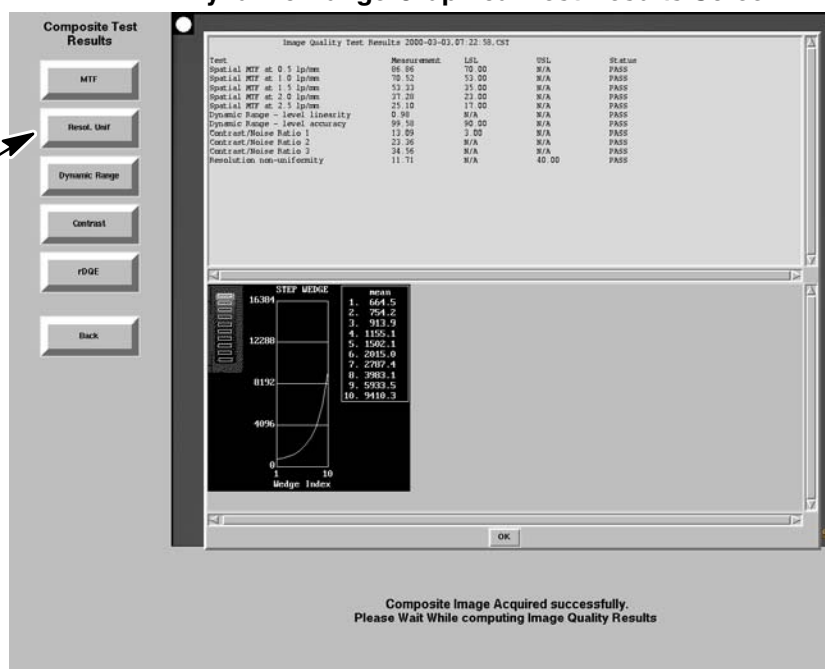 Composite Test
Results
MTF
Resol. Unif
Dynamic Range
Contrast
rDQE
Back
Image Quality Test Results 2000-03-03.07:22:58.CST
Test Measurement LSL USL Status
Spatial MTF at 0.5 lp/mm 86.86 70.00 N/A PASS
Spatial MTF at 1.0 lp/mm 70.52 53.00 N/A PASS
Spatial MTF at 1.5 lp/mm 53.33 35.00 N/A PASS
Spatial MTF at 2.0 lp/mm 37.28 23.00 N/A PASS
Spatial MTF at 2.5 lp/mm 25.10 17.00 N/A PASS
Dynamic Range - level linearity 0.98 N/A N/A PASS
Dynamic Range - level accuracy 99.58 90.00 N/A PASS
Contrast/Noise Ratio 1 13.09 3.00 N/A PASS
Contrast/Noise Ratio 2 23.36 N/A N/A PASS
Contrast/Noise Ratio 3 34.56 N/A N/A PASS
Resolution non-uniformity 11.71 N/A 40.00 PASS
STEP WEDGE
16384
12288
8192
4096
0
1 10
Wedge Index
mean
1. 664.5
2. 754.2
3. 913.9
4. 1155.1
5. 1502.1
6. 2015.0
7. 2787.4
8. 3983.1
9. 5933.5
10. 9410.3
OK
Composite Image Acquired successfully.
Please Wait While computing Image Quality Results